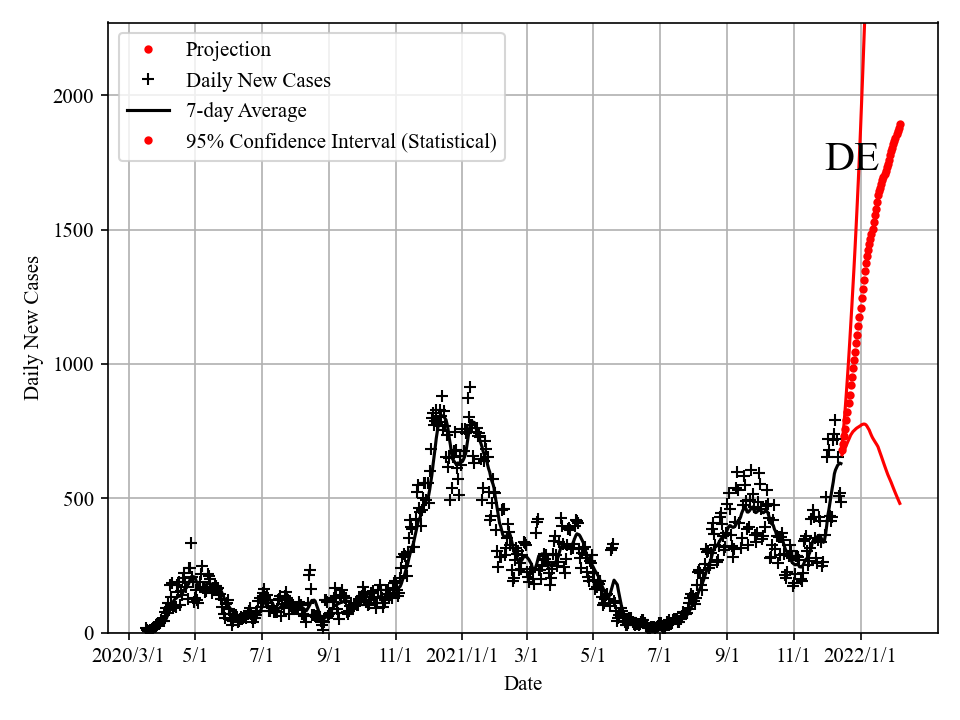 Projection
Daily New Cases
7-day Average
95% Confidence Interval (Statistical)
DE
Daily New Cases
2000
1500
1000
500
0
2020/3/1 5/1 7/1 9/1 11/1 2021/1/1 3/1 5/1 7/1 9/1 11/1 2022/1/1
Date